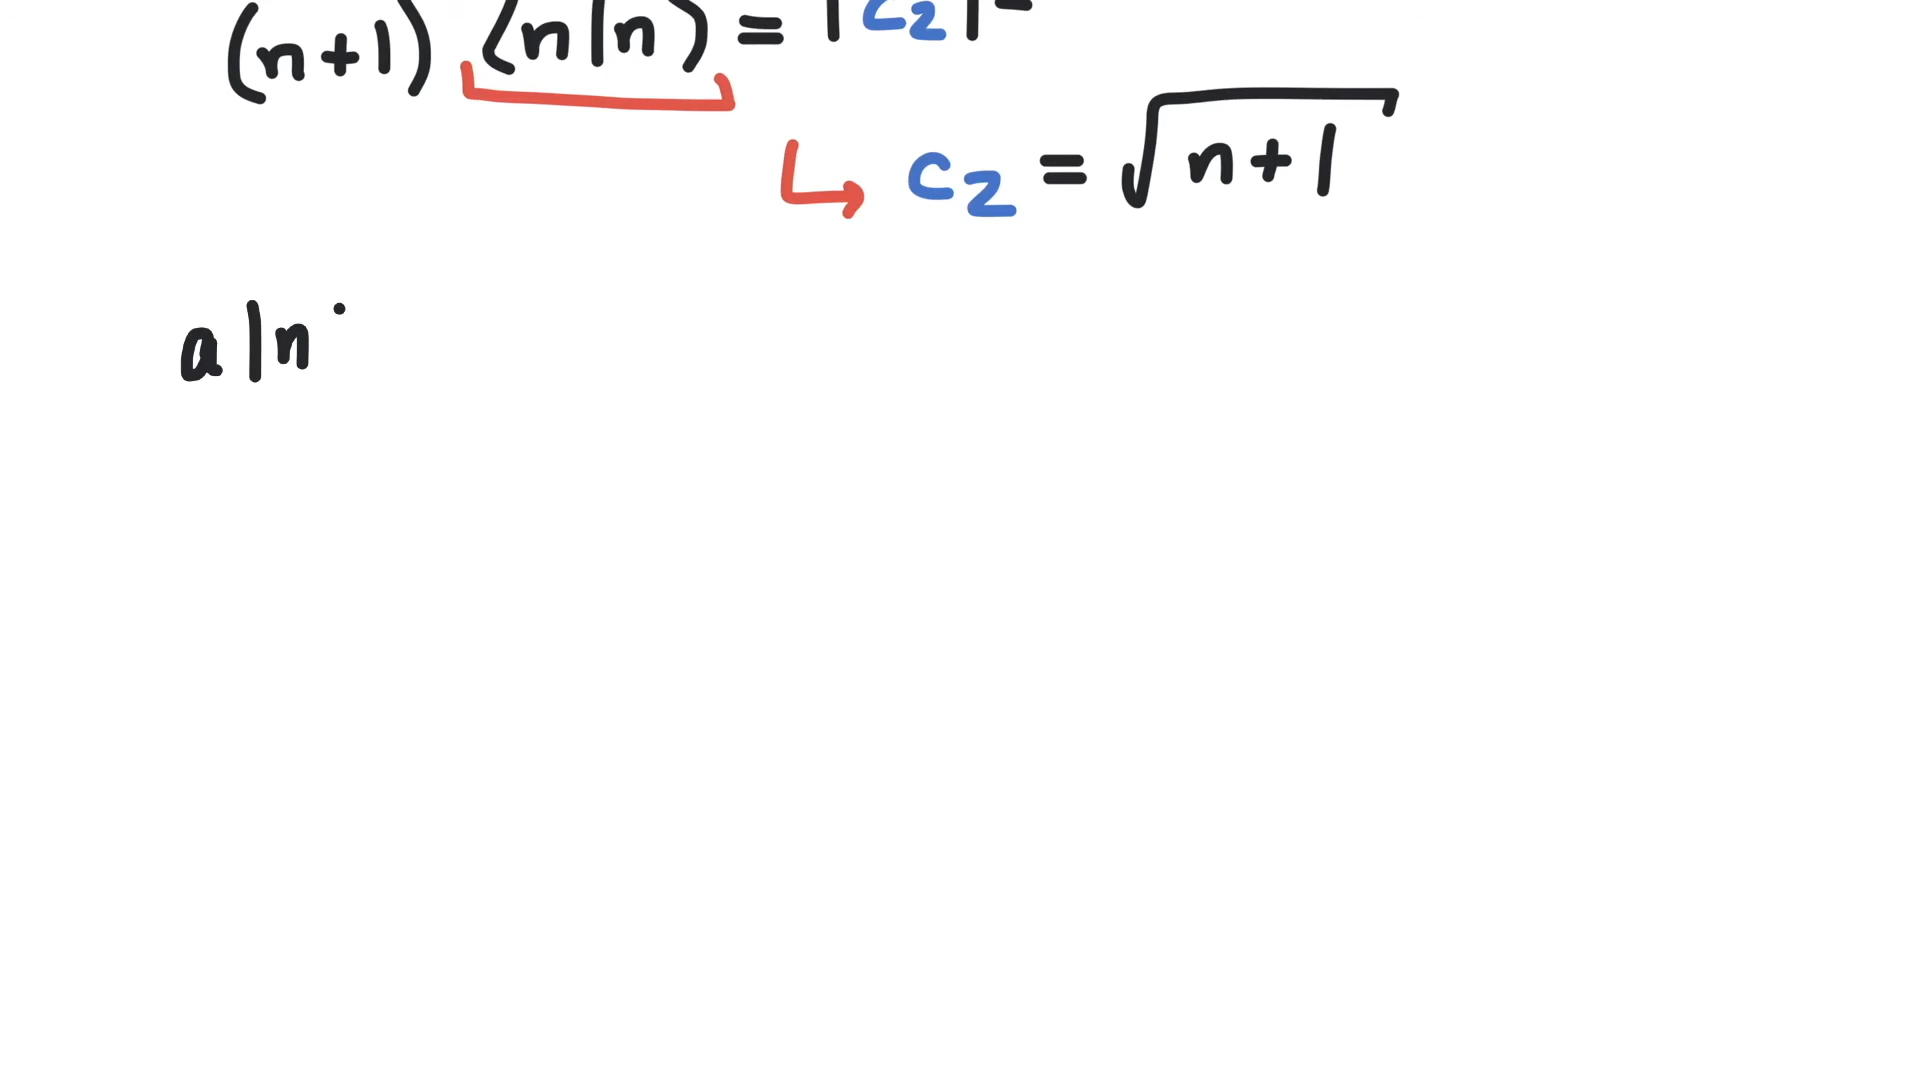 (n+1) ⟨n|n⟩ = |c₂|²
↳ c₂ = √(n+1)
a|n